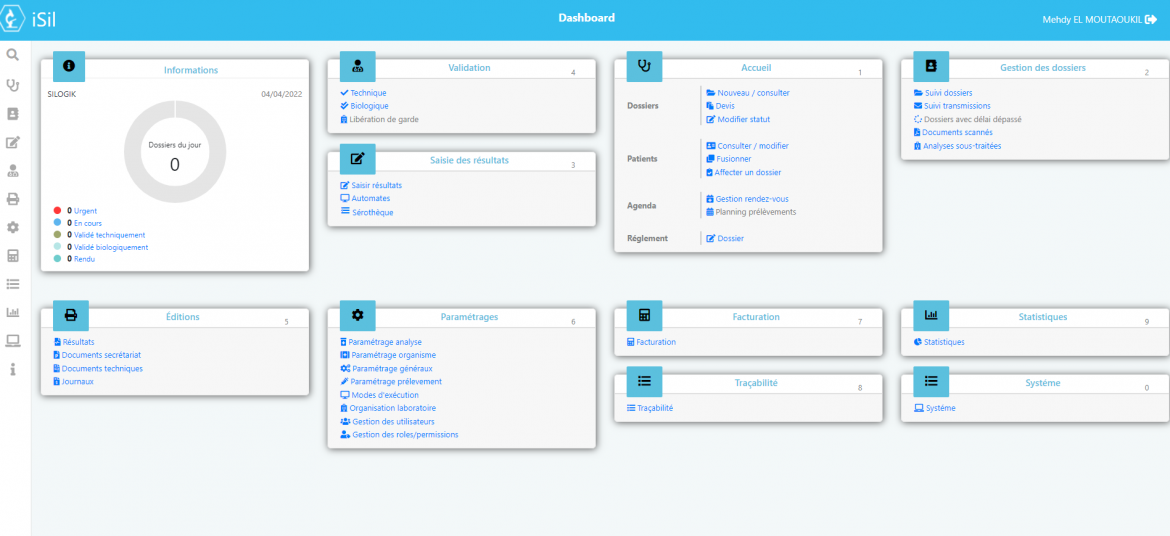 iSil
Dashboard
Mehdy EL MOUTAOUKIL
Informations
SILOGIK 04/04/2022
Dossiers du jour
0
0 Urgent
0 En cours
0 Validé techniquement
0 Validé biologiquement
0 Rendu
Validation 4
Technique
Biologique
Libération de garde
Saisie des résultats 3
Saisir résultats
Automates
Sérothèque
Accueil 1
Dossiers
Nouveau / consulter
Devis
Modifier statut
Patients
Consulter / modifier
Fusionner
Affecter un dossier
Agenda
Gestion rendez-vous
Planning prélèvements
Réglement
Dossier
Gestion des dossiers 2
Suivi dossiers
Suivi transmissions
Dossiers avec délai dépassé
Documents scannés
Analyses sous-traitées
Éditions 5
Résultats
Documents secrétariat
Documents techniques
Journaux
Paramétrages 6
Paramétrage analyse
Paramétrage organisme
Paramétrage généraux
Paramétrage prélevement
Modes d'exécution
Organisation laboratoire
Gestion des utilisateurs
Gestion des roles/permissions
Facturation 7
Facturation
Traçabilité 8
Traçabilité
Statistiques 9
Statistiques
Système 0
Système